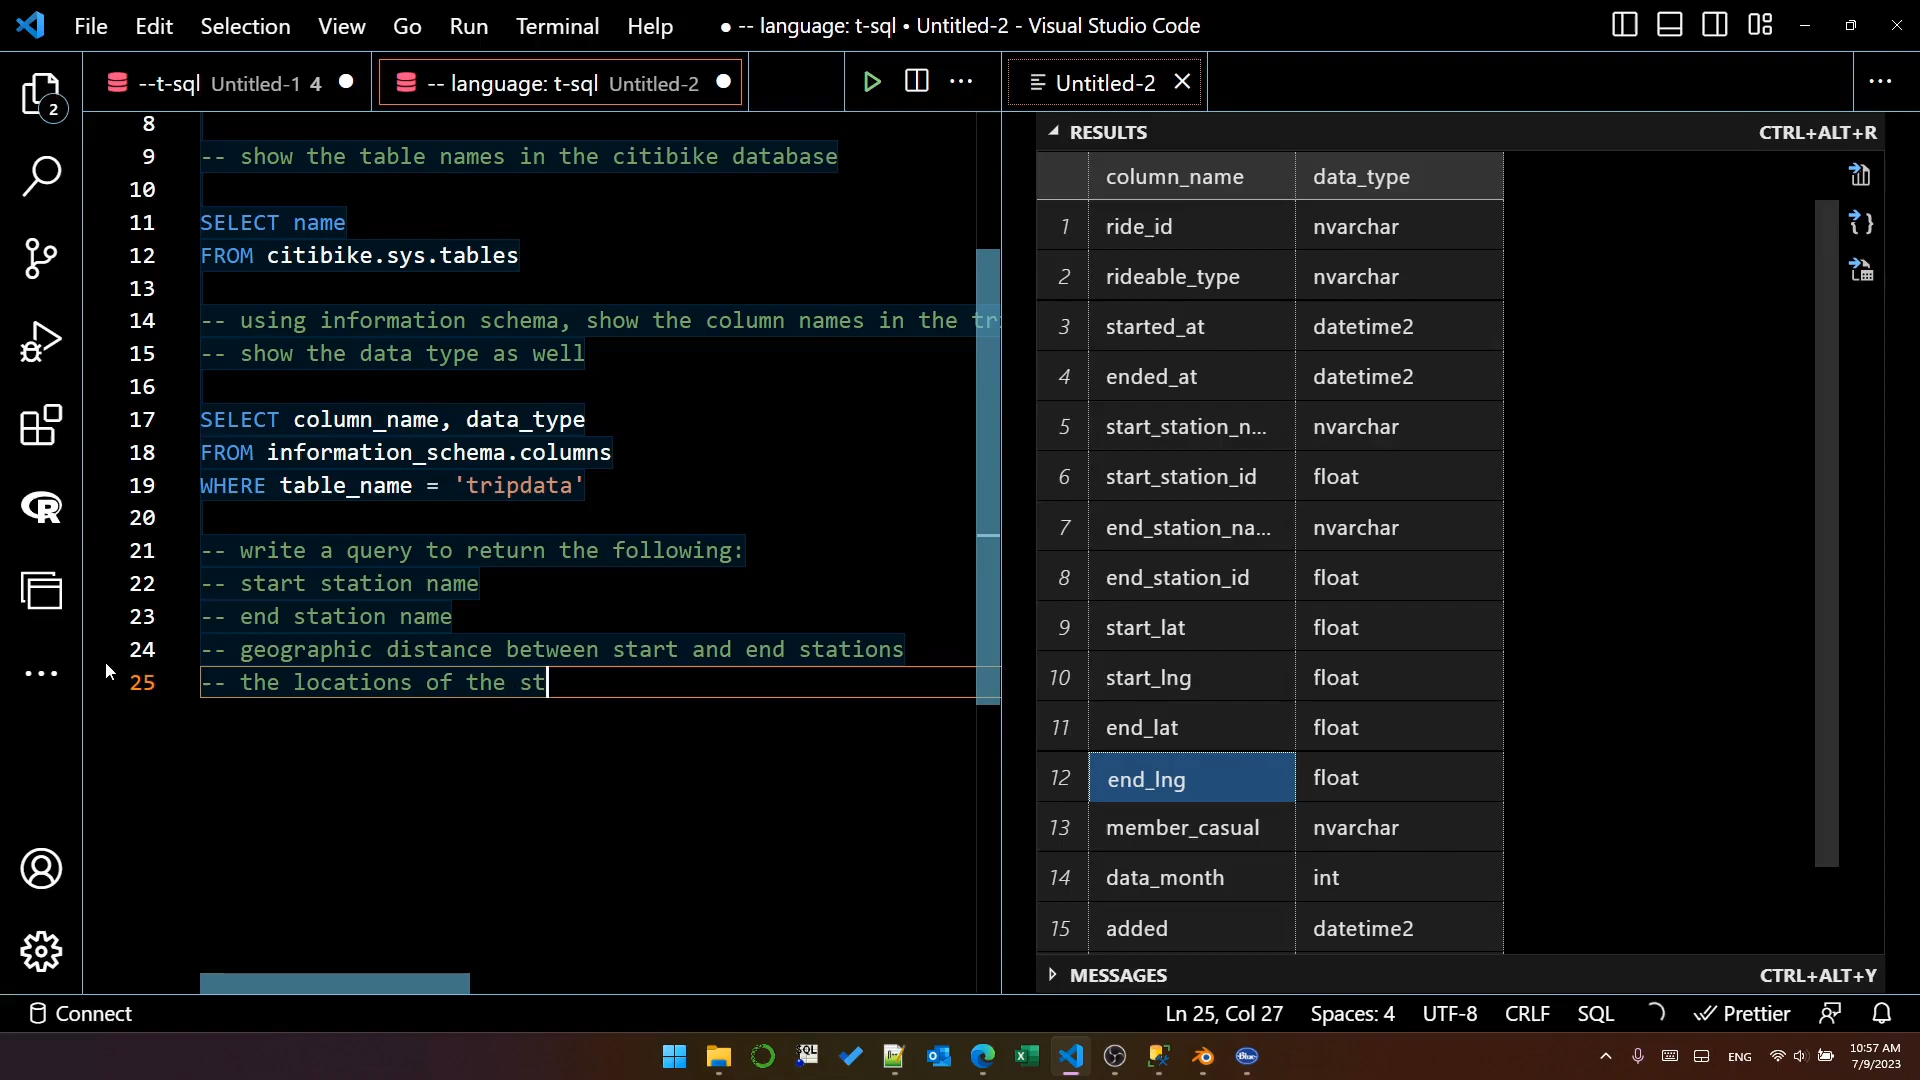 File Edit Selection View Go Run Terminal Help
● -- language: t-sql • Untitled-2 - Visual Studio Code
--t-sql Untitled-1 4
-- language: t-sql Untitled-2
Untitled-2
2
8
9 -- show the table names in the citibike database
10
11 SELECT name
12 FROM citibike.sys.tables
13
14 -- using information schema, show the column names in the tr
15 -- show the data type as well
16
17 SELECT column_name, data_type
18 FROM information_schema.columns
19 WHERE table_name = 'tripdata'
20
21 -- write a query to return the following:
22 -- start station name
23 -- end station name
24 -- geographic distance between start and end stations
25 -- the locations of the st
RESULTS CTRL+ALT+R
column_name data_type
1 ride_id nvarchar
2 rideable_type nvarchar
3 started_at datetime2
4 ended_at datetime2
5 start_station_n... nvarchar
6 start_station_id float
7 end_station_na... nvarchar
8 end_station_id float
9 start_lat float
10 start_lng float
11 end_lat float
12 end_lng float
13 member_casual nvarchar
14 data_month int
15 added datetime2
MESSAGES CTRL+ALT+Y
Connect
Ln 25, Col 27 Spaces: 4 UTF-8 CRLF SQL Prettier
SQL
Blue
ENG
10:57 AM
7/9/2023